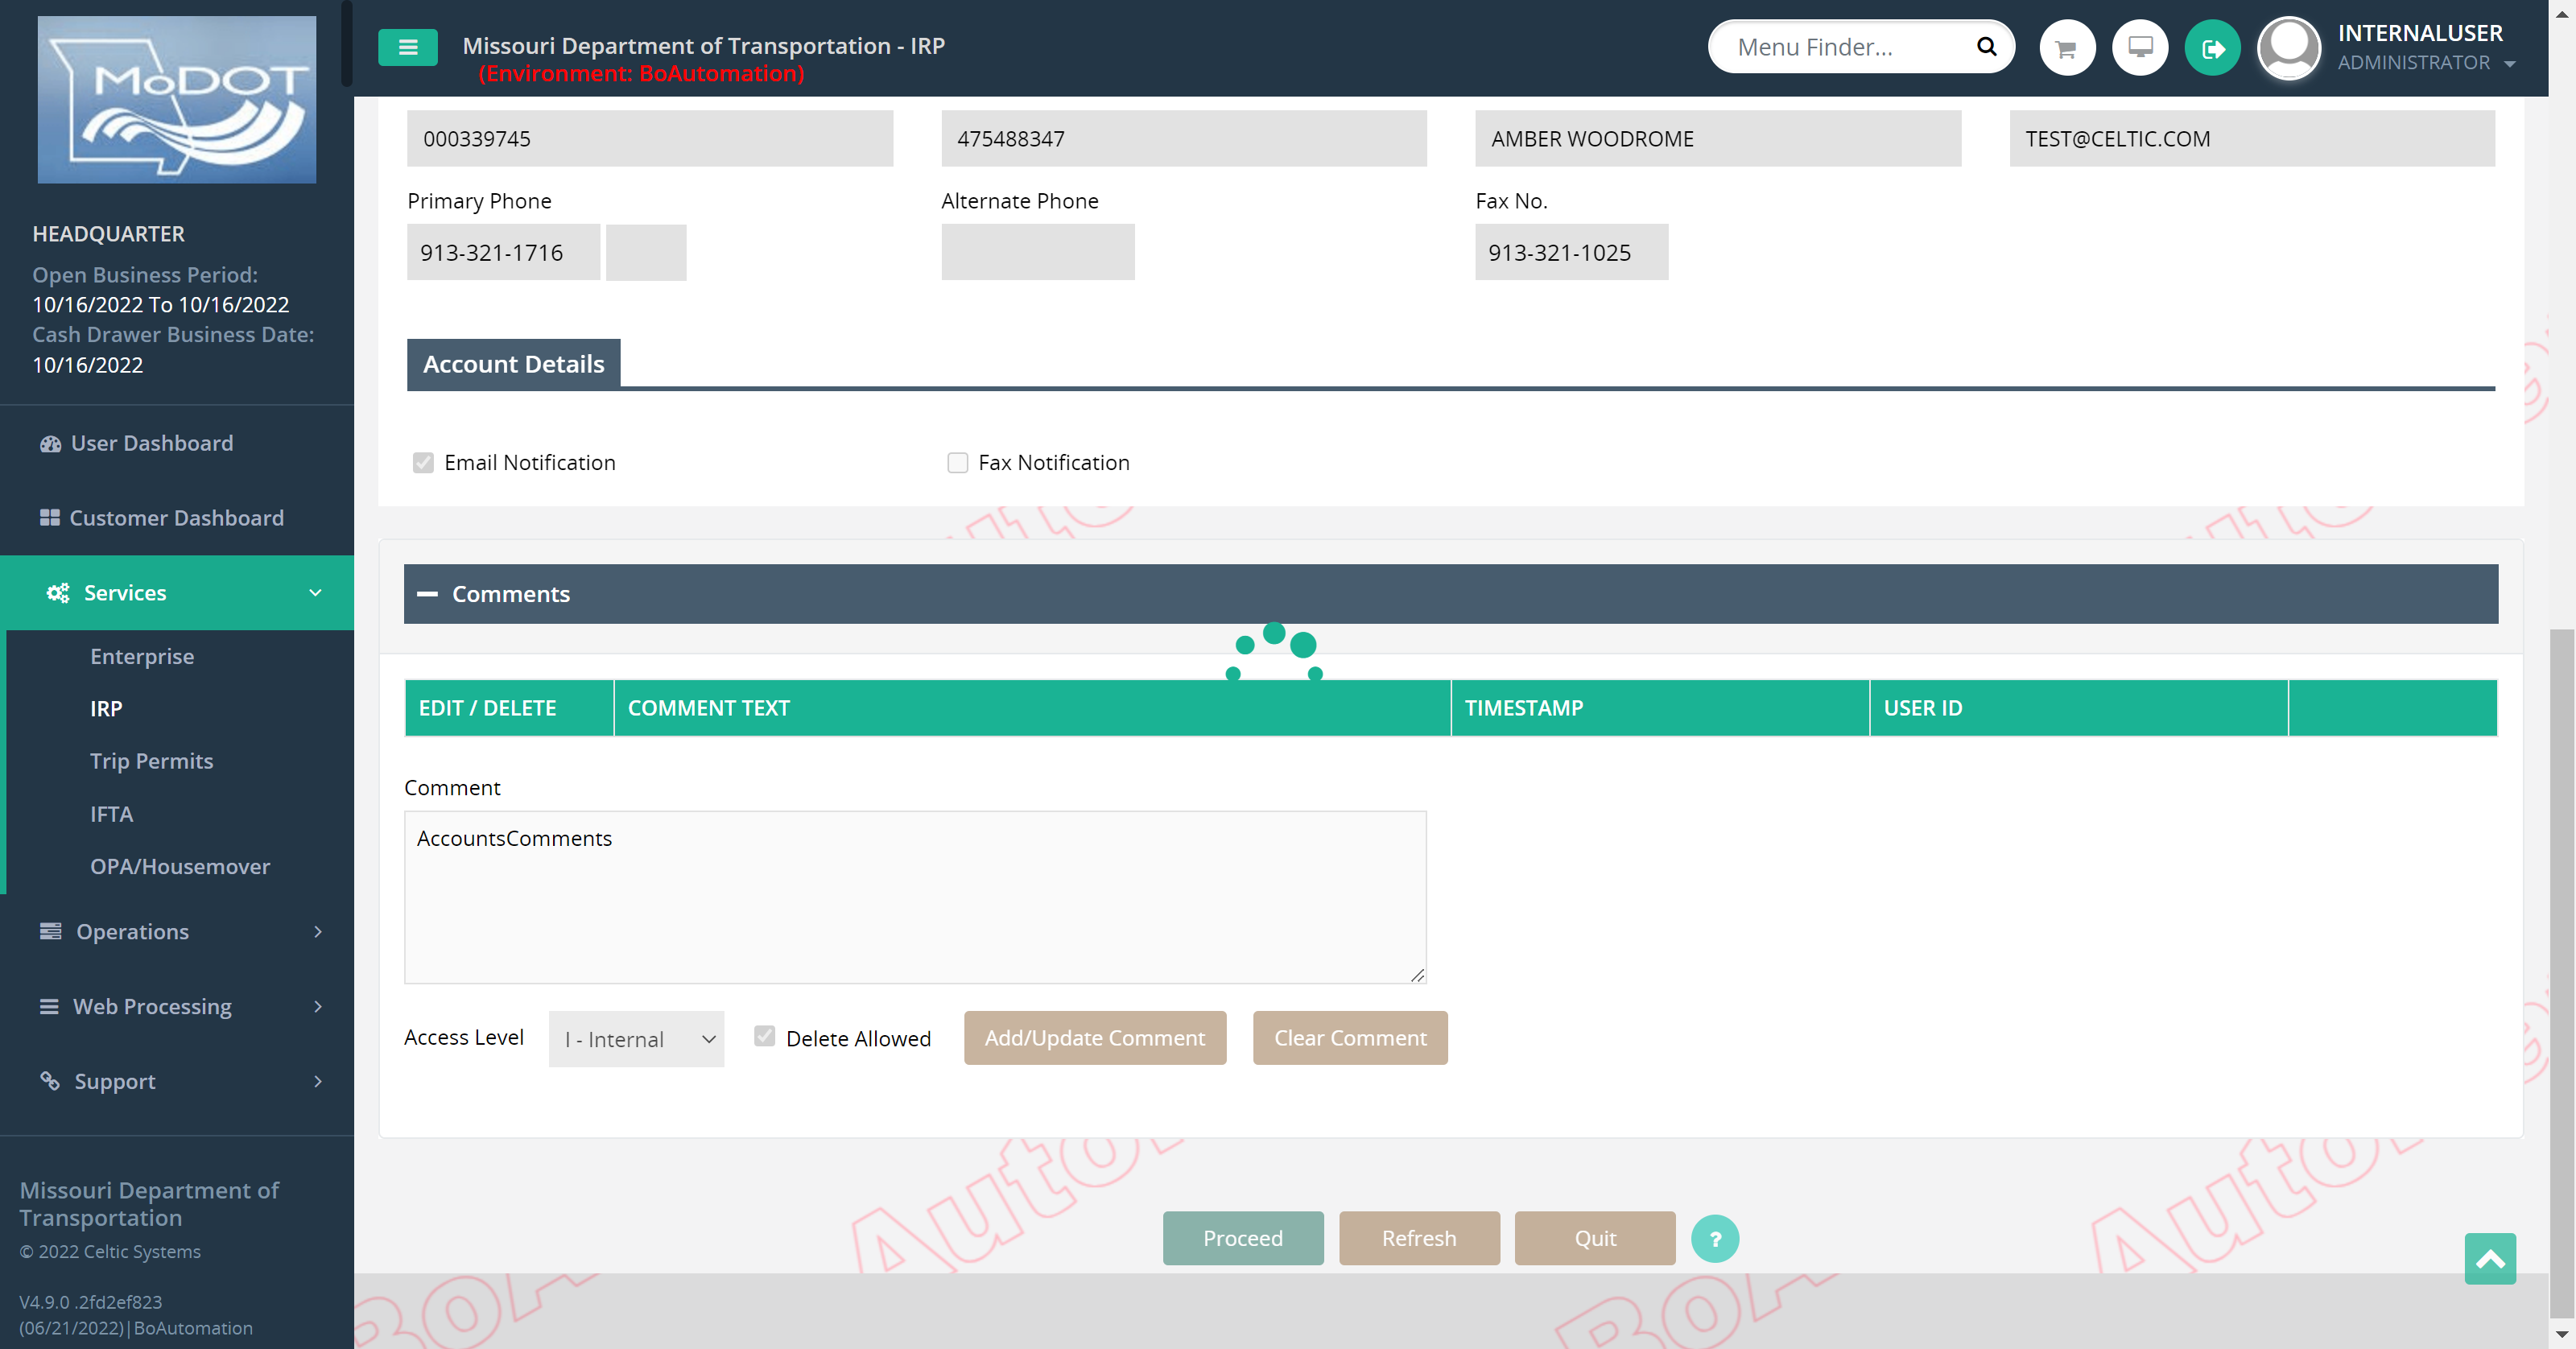 MoDOT
Missouri Department of Transportation - IRP
(Environment: BoAutomation)
Menu Finder...
INTERNALUSER
ADMINISTRATOR
HEADQUARTER
Open Business Period:
10/16/2022 To 10/16/2022
Cash Drawer Business Date:
10/16/2022
User Dashboard
Customer Dashboard
Services
Enterprise
IRP
Trip Permits
IFTA
OPA/Housemover
Operations
Web Processing
Support
Missouri Department of
Transportation
© 2022 Celtic Systems
V4.9.0 .2fd2ef823
(06/21/2022)|BoAutomation
000339745 475488347 AMBER WOODROME TEST@CELTIC.COM
Primary Phone Alternate Phone Fax No.
913-321-1716 913-321-1025
Account Details
Email Notification Fax Notification
Comments
EDIT / DELETE COMMENT TEXT TIMESTAMP USER ID
Comment
AccountsComments
Access Level I - Internal Delete Allowed Add/Update Comment Clear Comment
Proceed Refresh Quit ?